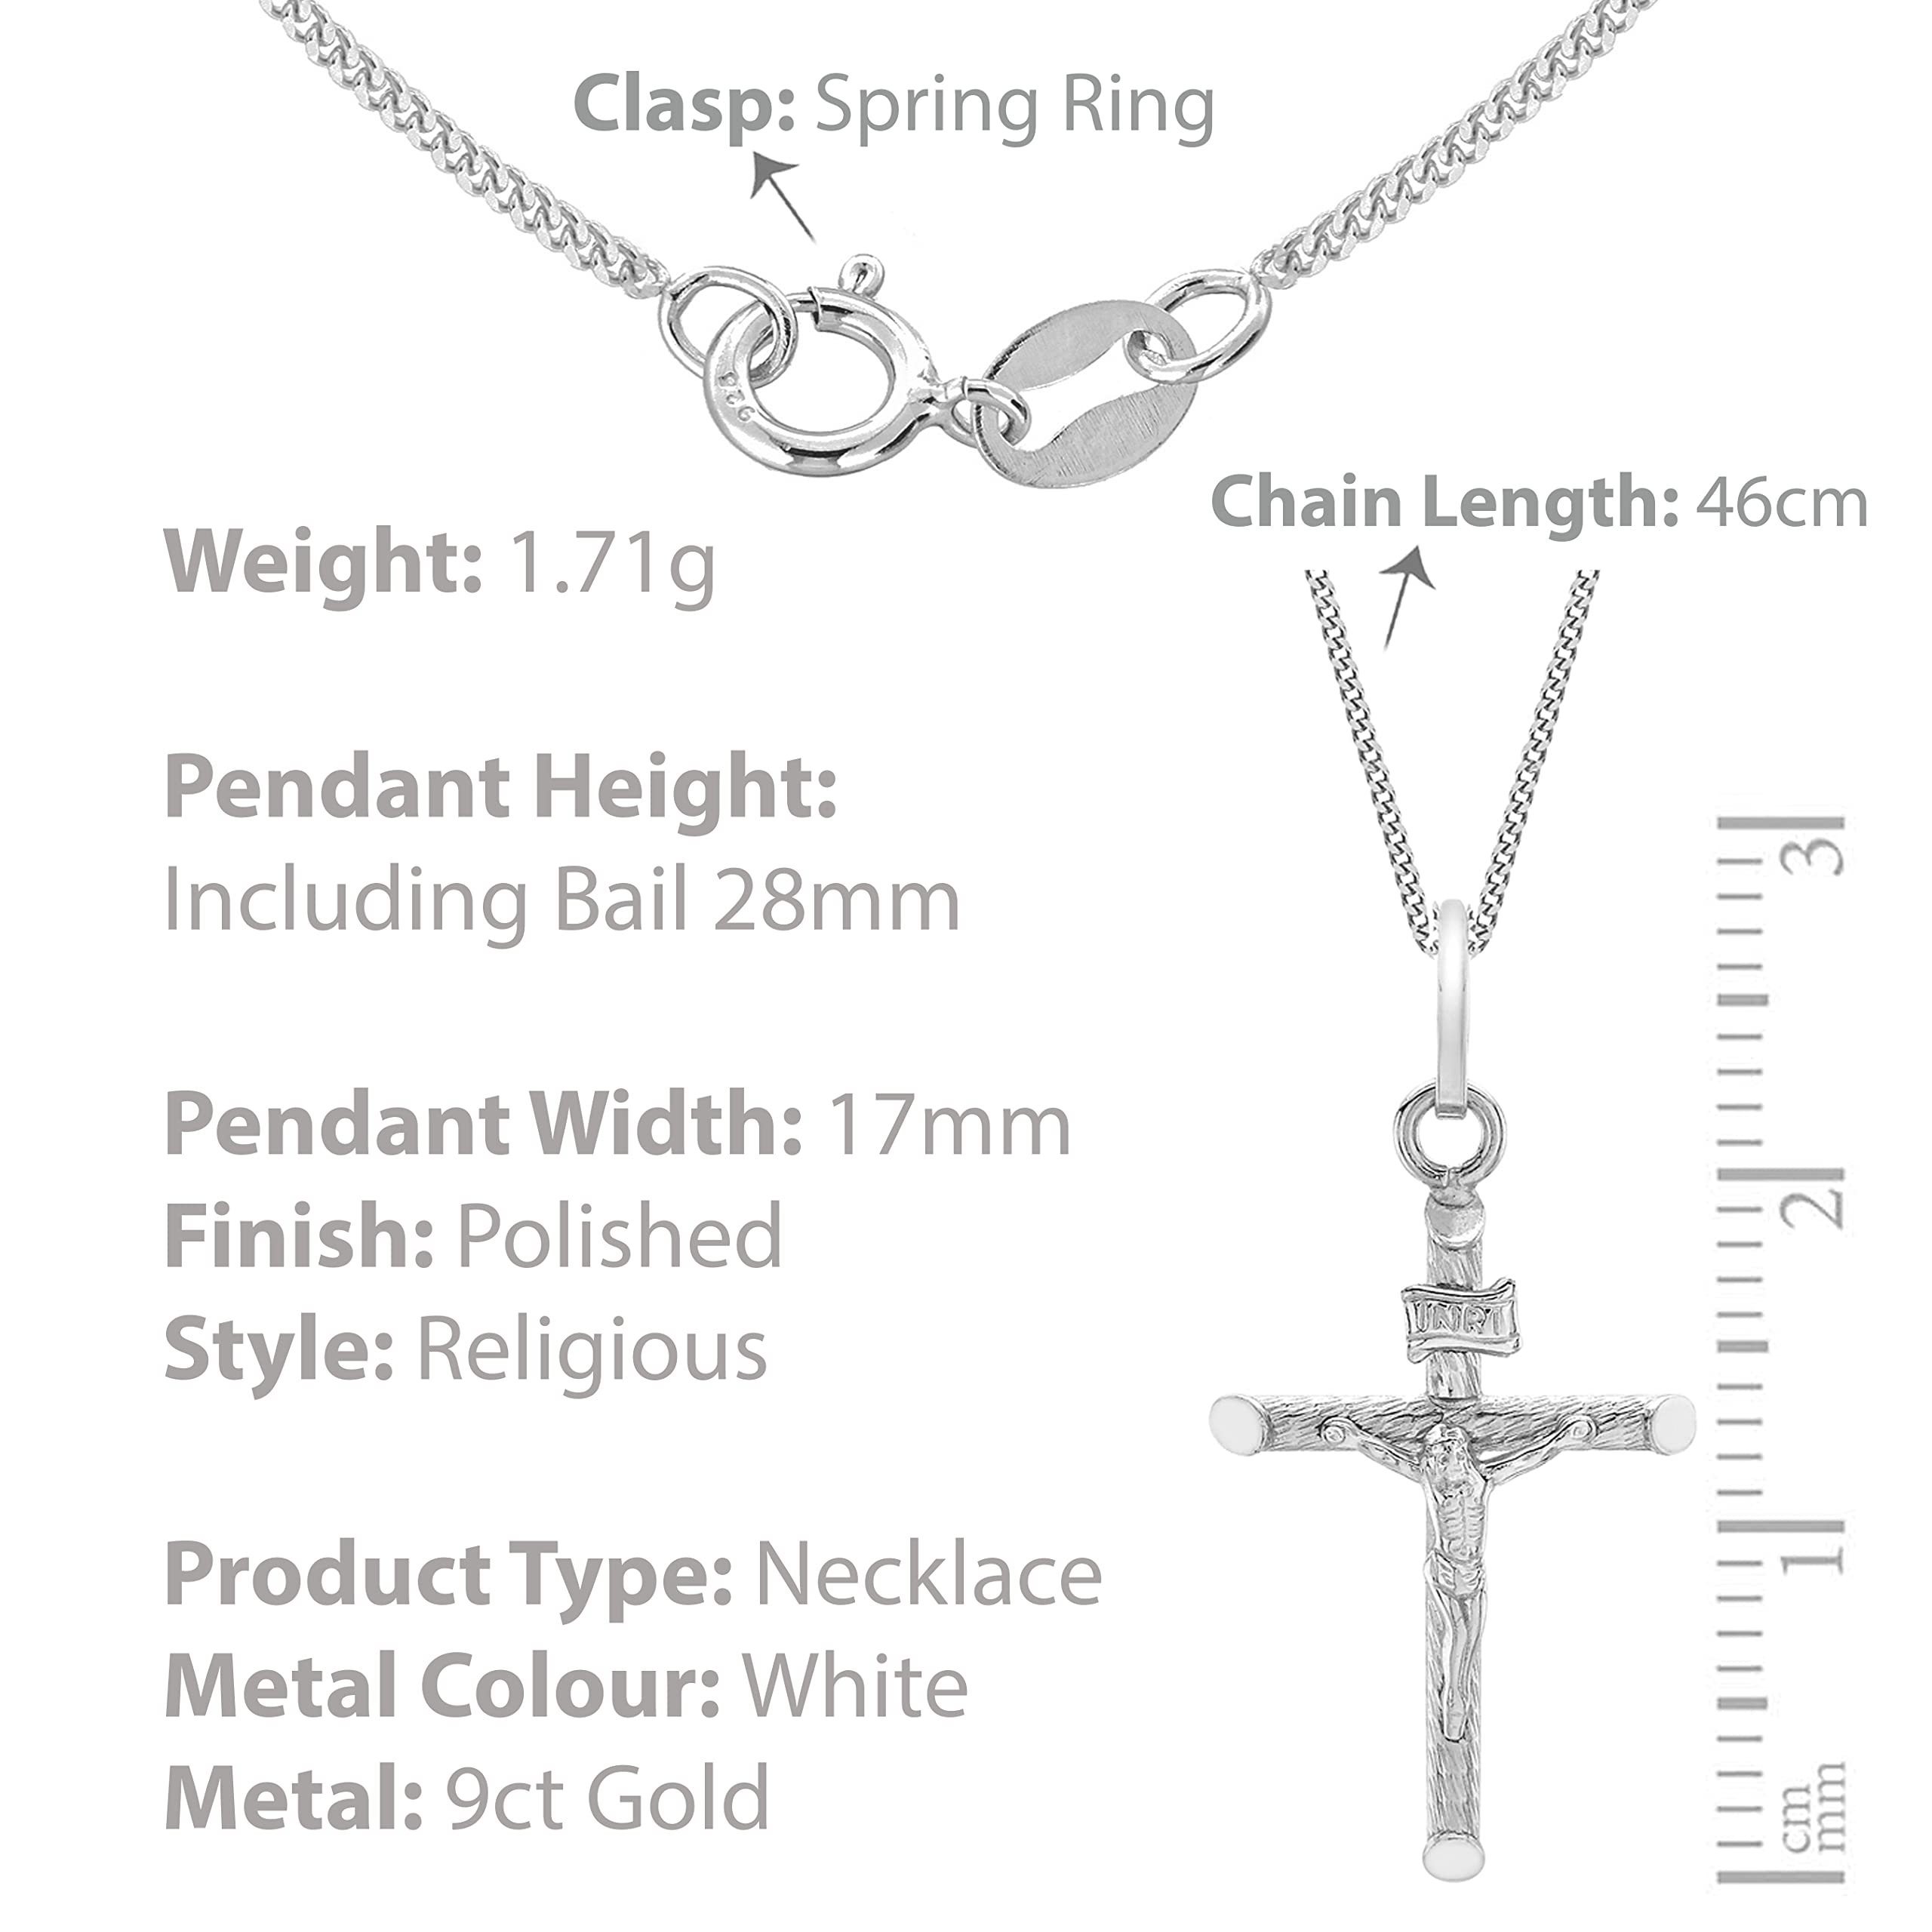 Clasp: Spring Ring
Chain Length: 46cm
Weight: 1.71g
Pendant Height:
Including Bail 28mm
Pendant Width: 17mm
Finish: Polished
Style: Religious
Product Type: Necklace
Metal Colour: White
Metal: 9ct Gold
INRI
3
2
1
cm
mm